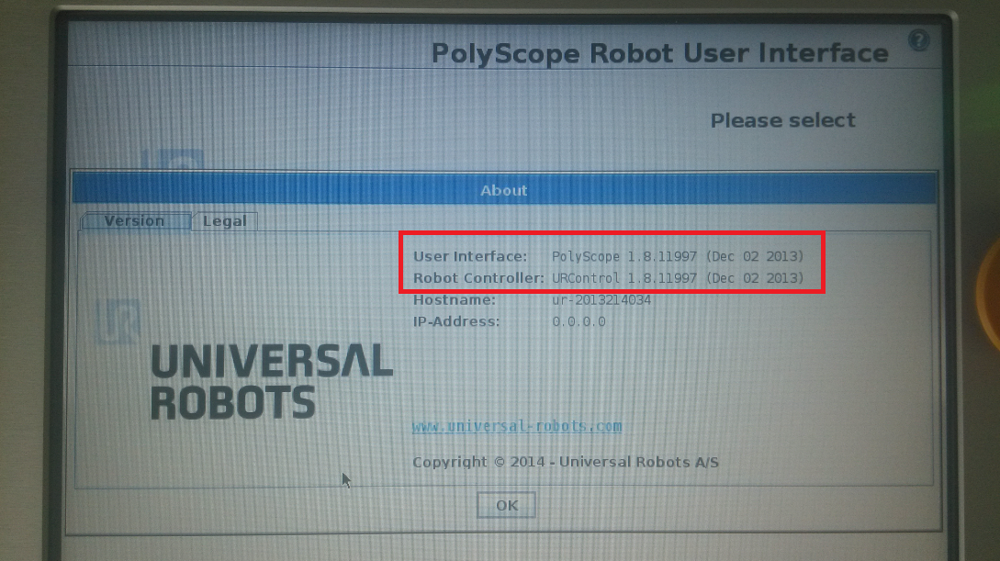 PolyScope Robot User Interface
?
Please select
About
Version Legal
User Interface: PolyScope 1.8.11997 (Dec 02 2013)
Robot Controller: URControl 1.8.11997 (Dec 02 2013)
Hostname: ur-2013214034
IP-Address: 0.0.0.0
UR
UNIVERSAL
ROBOTS
www.universal-robots.com
Copyright © 2014 - Universal Robots A/S
OK